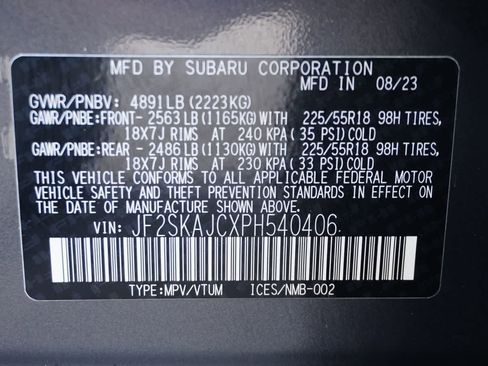 MFD BY SUBARU CORPORATION
MFD IN 08/23
GVWR/PNBV: 4891LB (2223KG)
GAWR/PNBE:FRONT- 2563LB (1165KG)WITH 225/55R18 98H TIRES,
18X7J RIMS AT 240 KPA(35 PSI)COLD
GAWR/PNBE:REAR - 2486LB (1130KG)WITH 225/55R18 98H TIRES,
18X7J RIMS AT 230 KPA(33 PSI)COLD
THIS VEHICLE CONFORMS TO ALL APPLICABLE FEDERAL MOTOR
VEHICLE SAFETY AND THEFT PREVENTION STANDARDS IN EFFECT ON
THE DATE OF MANUFACTURE SHOWN ABOVE.
VIN: JF2SKAJCXPH540406
TYPE:MPV/VTUM ICES/NMB-002